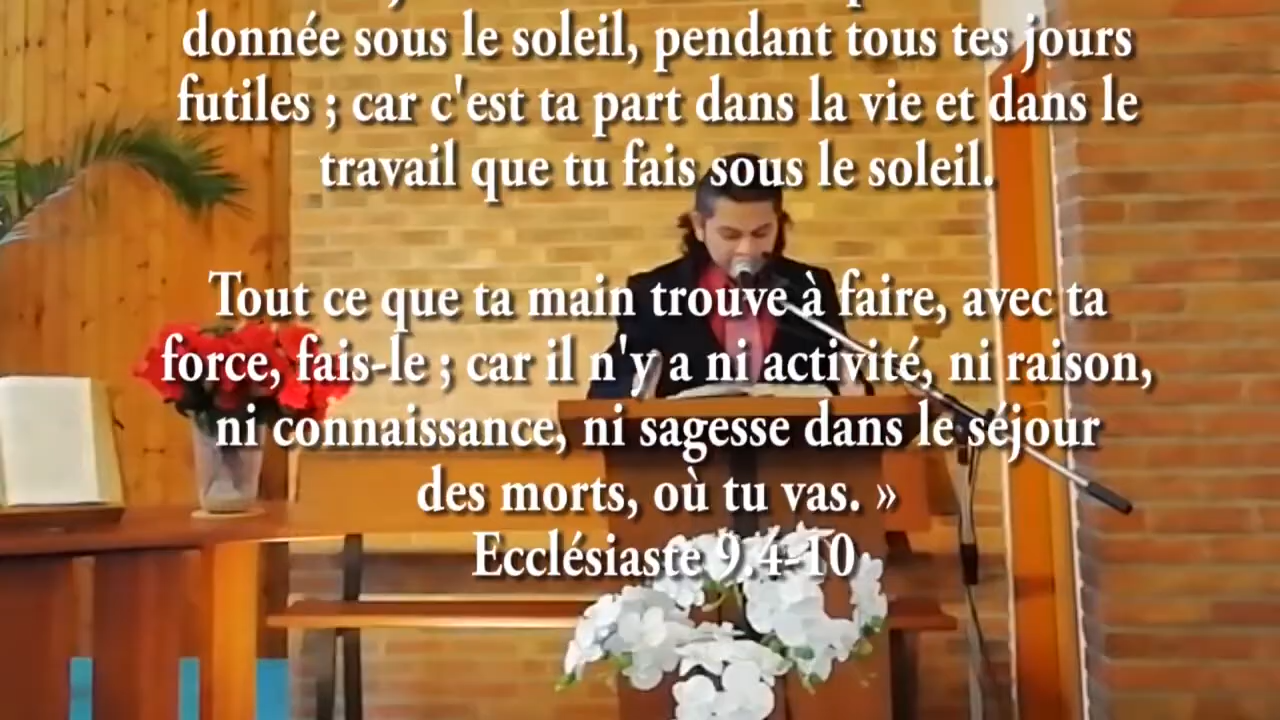 donnée sous le soleil, pendant tous tes jours
futiles ; car c'est ta part dans la vie et dans le
travail que tu fais sous le soleil.
Tout ce que ta main trouve à faire, avec ta
force, fais-le ; car il n'y a ni activité, ni raison,
ni connaissance, ni sagesse dans le séjour
des morts, où tu vas. »
Ecclésiaste 9.4-10